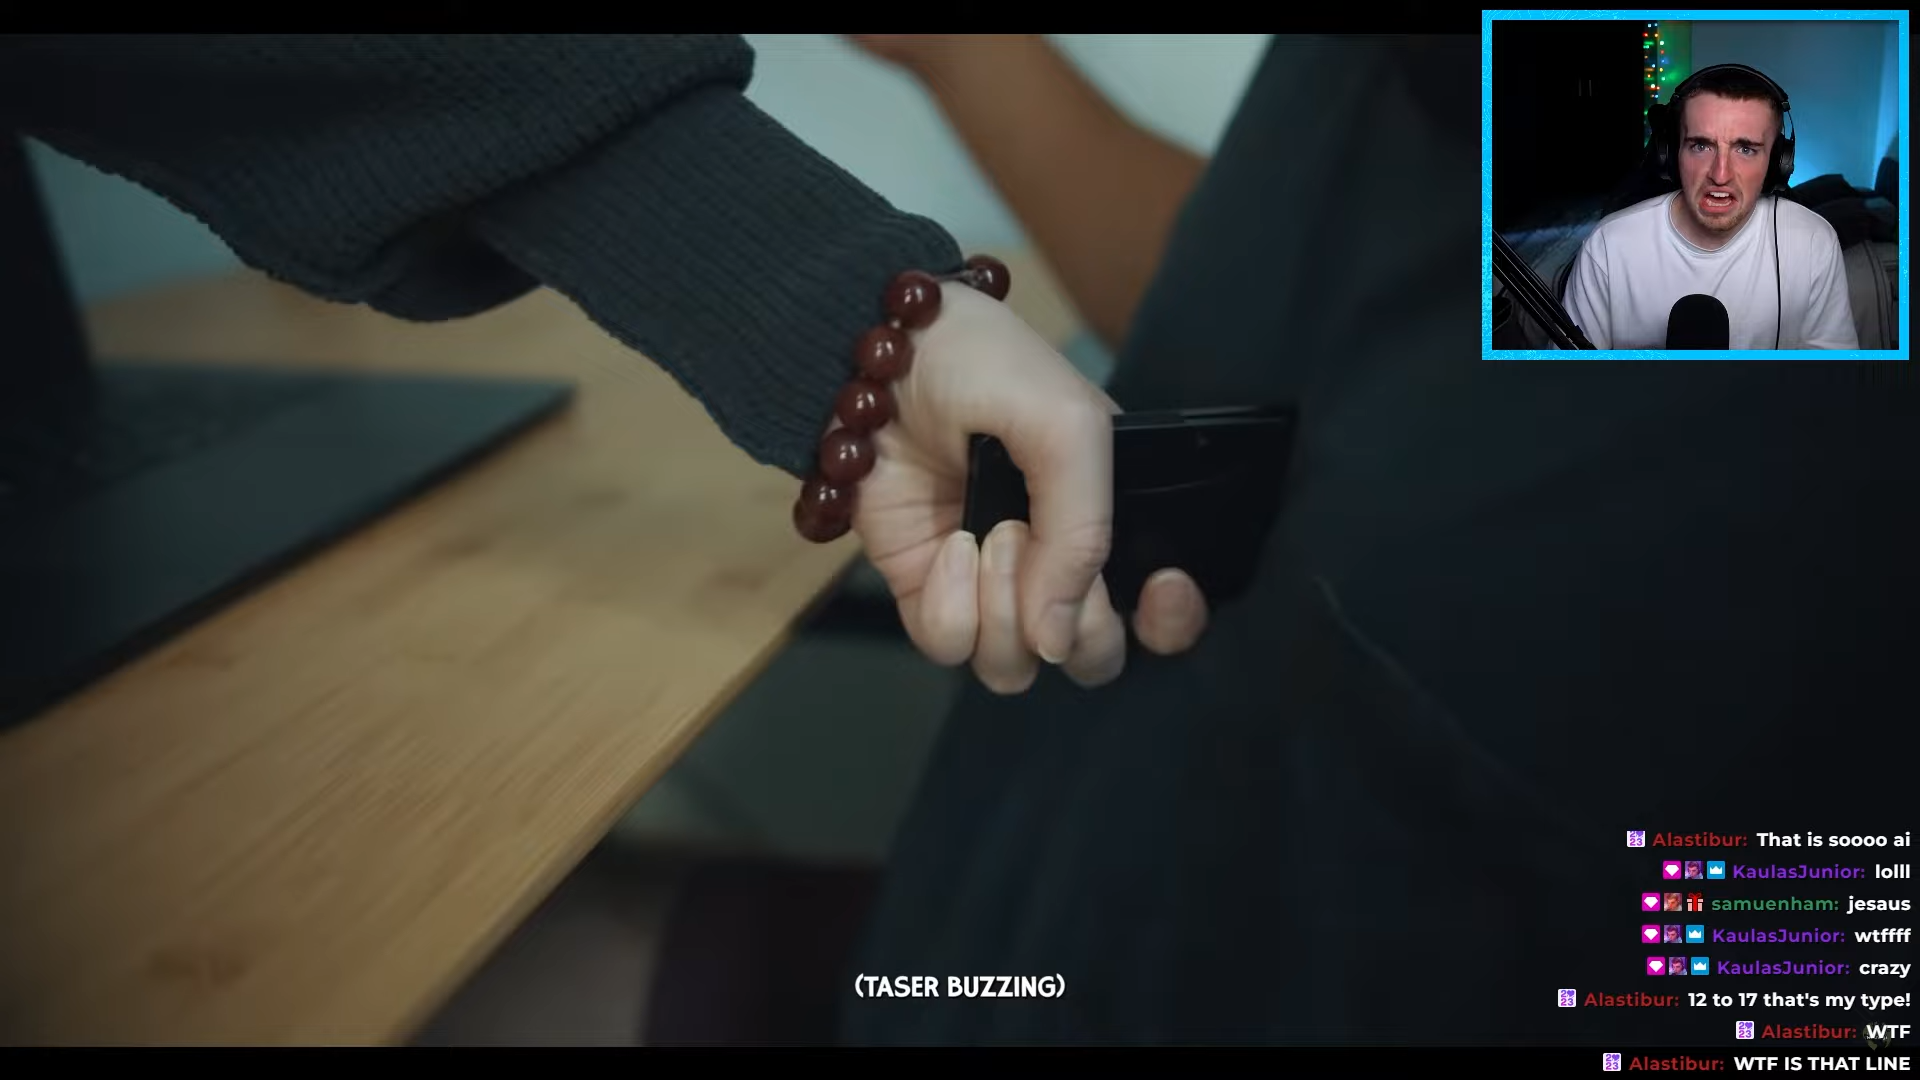 Alastibur: That is soooo ai
KaulasJunior: lolll
samuenham: jesaus
KaulasJunior: wtffff
KaulasJunior: crazy
(TASER BUZZING)
Alastibur: 12 to 17 that's my type!
Alastibur: WTF
Alastibur: WTF IS THAT LINE